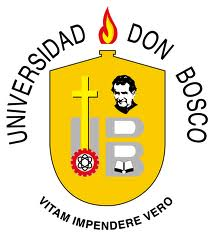 UNIVERSIDAD DON BOSCO
UDB
VITAM IMPENDERE VERO